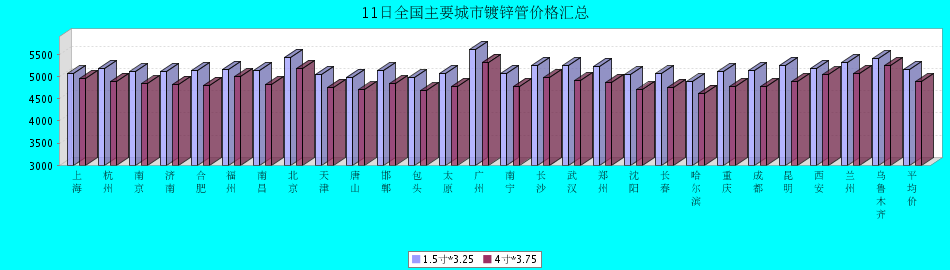 11日全国主要城市镀锌管价格汇总
5500
5000
4500
4000
3500
3000
上海 杭州 南京 济南 合肥 福州 南昌 北京 天津 唐山 邯郸 包头 太原 广州 南宁 长沙 武汉 郑州 沈阳 长春 哈尔滨 重庆 成都 昆明 西安 兰州 乌鲁木齐 平均价
1.5寸*3.25 4寸*3.75